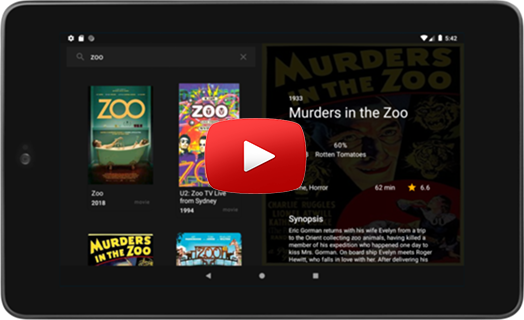 5:42
zoo
ZOO
ZOO
Zoo
2018
U2: Zoo TV Live
from Sydney
1994
MURDERS
IN THE ZOO
MURDERS
IN THE ZOO
1933
Murders in the Zoo
60%
Rotten Tomatoes
Horror
62 min
6.6
CHARLIE RUGGLES
Synopsis
Eric Gorman returns with his wife Evelyn from a trip
to the Orient collecting zoo animals, having killed a
member of his expedition who happened one day to
kiss Mrs. Gorman. On board ship Evelyn meets Roger
Hewitt, who falls in love with her. After delivering his